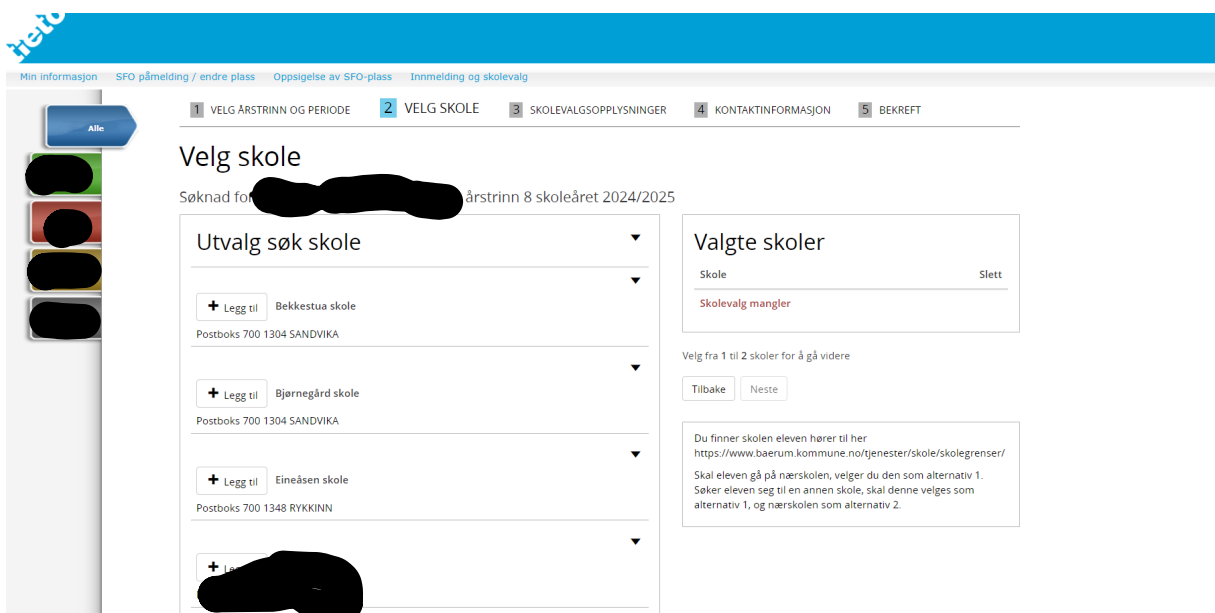 tieto
Min informasjon SFO påmelding / endre plass Oppsigelse av SFO-plass Innmelding og skolevalg
Alle
1 VELG ÅRSTRINN OG PERIODE 2 VELG SKOLE 3 SKOLEVALGSOPPLYSNINGER 4 KONTAKTINFORMASJON 5 BEKREFT
Velg skole
Søknad for årstrinn 8 skoleåret 2024/2025
Utvalg søk skole
Legg til Bekkestua skole
Postboks 700 1304 SANDVIKA
Legg til Bjørnegård skole
Postboks 700 1304 SANDVIKA
Legg til Eineåsen skole
Postboks 700 1348 RYKKINN
Valgte skoler
Skole Slett
Skolevalg mangler
Velg fra 1 til 2 skoler for å gå videre
Tilbake Neste
Du finner skolen eleven hører til her
https://www.baerum.kommune.no/tjenester/skole/skolegrenser/
Skal eleven gå på nærskolen, velger du den som alternativ 1.
Søker eleven seg til en annen skole, skal denne velges som
alternativ 1, og nærskolen som alternativ 2.